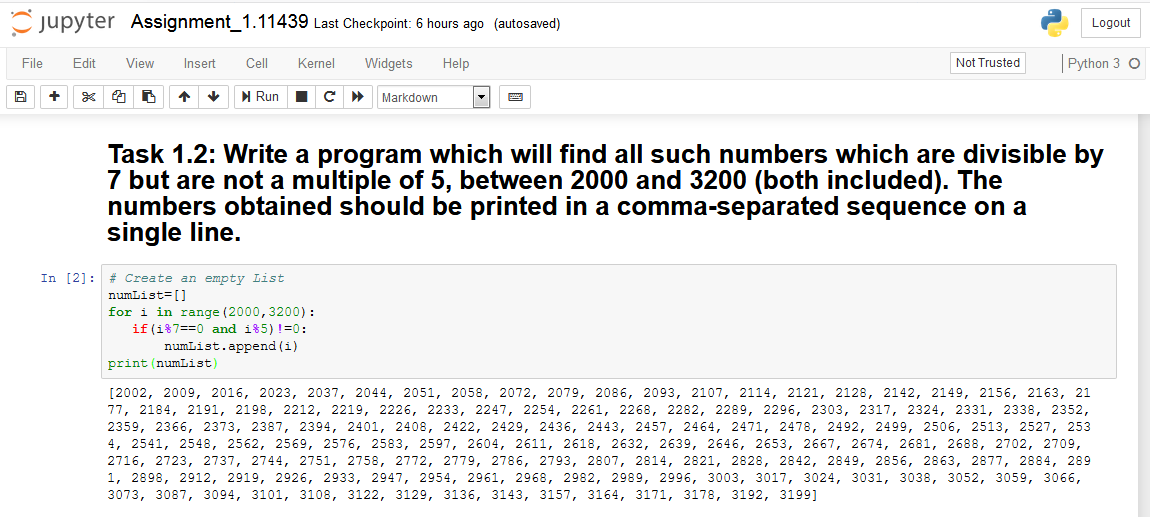 jupyter Assignment_1.11439 Last Checkpoint: 6 hours ago (autosaved) Logout
File Edit View Insert Cell Kernel Widgets Help Not Trusted Python 3
Run Markdown
Task 1.2: Write a program which will find all such numbers which are divisible by
7 but are not a multiple of 5, between 2000 and 3200 (both included). The
numbers obtained should be printed in a comma-separated sequence on a
single line.
In [2]: # Create an empty List
numList=[]
for i in range(2000,3200):
   if(i%7==0 and i%5)!=0:
       numList.append(i)
print(numList)
[2002, 2009, 2016, 2023, 2037, 2044, 2051, 2058, 2072, 2079, 2086, 2093, 2107, 2114, 2121, 2128, 2142, 2149, 2156, 2163, 21
77, 2184, 2191, 2198, 2212, 2219, 2226, 2233, 2247, 2254, 2261, 2268, 2282, 2289, 2296, 2303, 2317, 2324, 2331, 2338, 2352,
2359, 2366, 2373, 2387, 2394, 2401, 2408, 2422, 2429, 2436, 2443, 2457, 2464, 2471, 2478, 2492, 2499, 2506, 2513, 2527, 253
4, 2541, 2548, 2562, 2569, 2576, 2583, 2597, 2604, 2611, 2618, 2632, 2639, 2646, 2653, 2667, 2674, 2681, 2688, 2702, 2709,
2716, 2723, 2737, 2744, 2751, 2758, 2772, 2779, 2786, 2793, 2807, 2814, 2821, 2828, 2842, 2849, 2856, 2863, 2877, 2884, 289
1, 2898, 2912, 2919, 2926, 2933, 2947, 2954, 2961, 2968, 2982, 2989, 2996, 3003, 3017, 3024, 3031, 3038, 3052, 3059, 3066,
3073, 3087, 3094, 3101, 3108, 3122, 3129, 3136, 3143, 3157, 3164, 3171, 3178, 3192, 3199]